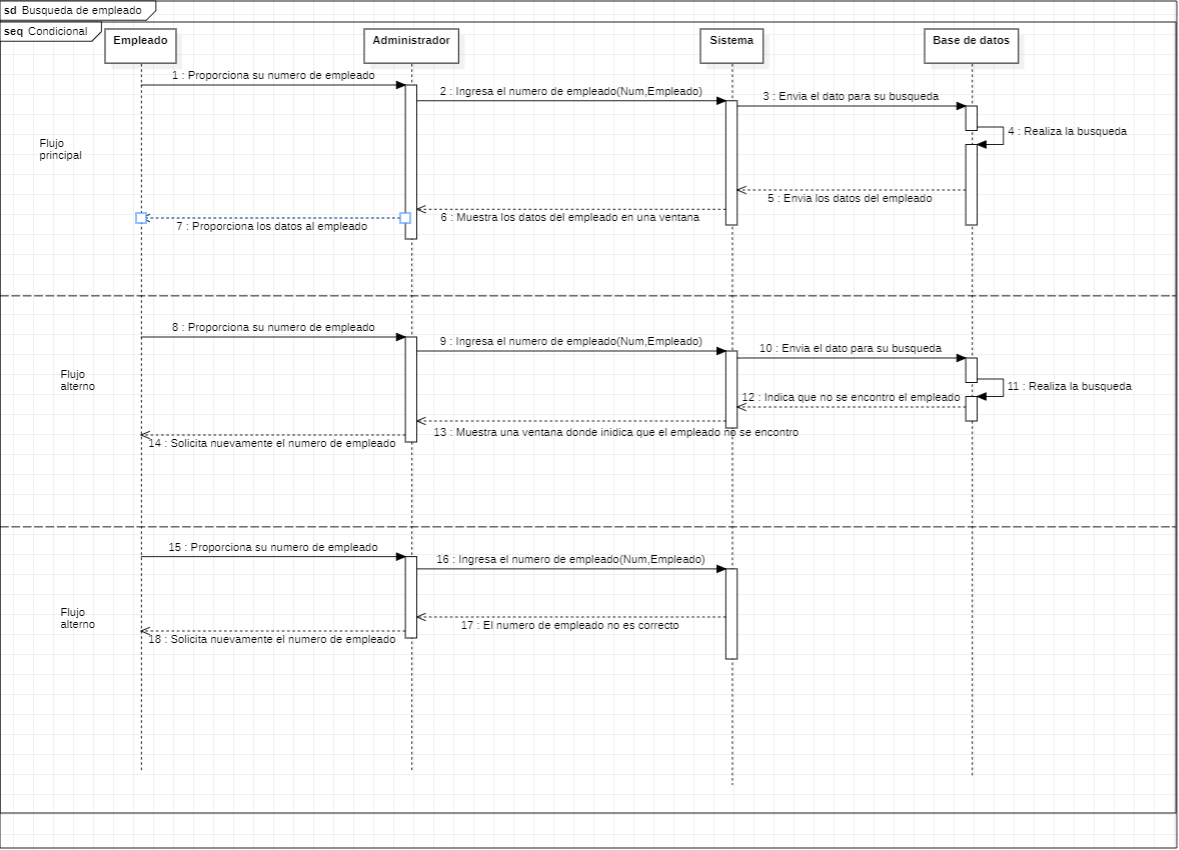 sd Busqueda de empleado
seq Condicional
Empleado
Administrador
Sistema
Base de datos
1 : Proporciona su numero de empleado
2 : Ingresa el numero de empleado(Num,Empleado)
3 : Envia el dato para su busqueda
4 : Realiza la busqueda
Flujo
principal
5 : Envia los datos del empleado
6 : Muestra los datos del empleado en una ventana
7 : Proporciona los datos al empleado
8 : Proporciona su numero de empleado
9 : Ingresa el numero de empleado(Num,Empleado)
10 : Envia el dato para su busqueda
Flujo
alterno
11 : Realiza la busqueda
12 : Indica que no se encontro el empleado
13 : Muestra una ventana donde inidica que el empleado no se encontro
14 : Solicita nuevamente el numero de empleado
15 : Proporciona su numero de empleado
16 : Ingresa el numero de empleado(Num,Empleado)
Flujo
alterno
17 : El numero de empleado no es correcto
18 : Solicita nuevamente el numero de empleado